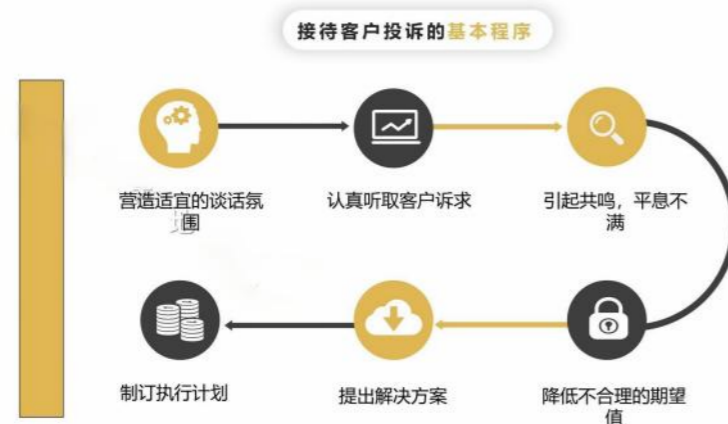 接待客户投诉的基本程序
营造适宜的谈话氛
围
认真听取客户诉求
引起共鸣，平息不
满
降低不合理的期望
值
提出解决方案
制订执行计划